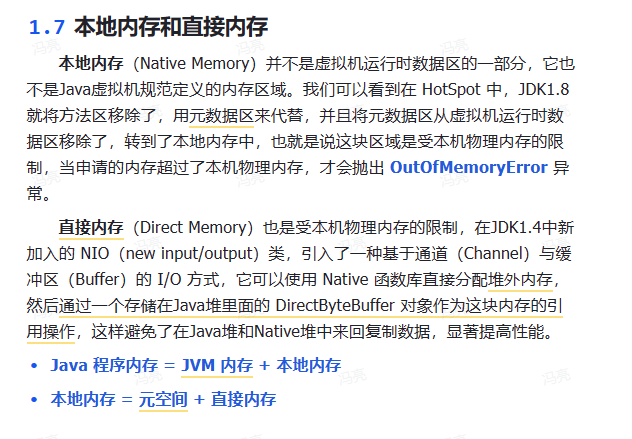 1.7 本地内存和直接内存
本地内存（Native Memory）并不是虚拟机运行时数据区的一部分，它也
不是Java虚拟机规范定义的内存区域。我们可以看到在 HotSpot 中，JDK1.8
就将方法区移除了，用元数据区来代替，并且将元数据区从虚拟机运行时数
据区移除了，转到了本地内存中，也就是说这块区域是受本机物理内存的限
制，当申请的内存超过了本机物理内存，才会抛出 OutOfMemoryError 异
常。
直接内存（Direct Memory）也是受本机物理内存的限制，在JDK1.4中新
加入的 NIO（new input/output）类，引入了一种基于通道（Channel）与缓
冲区（Buffer）的 I/O 方式，它可以使用 Native 函数库直接分配堆外内存，
然后通过一个存储在Java堆里面的 DirectByteBuffer 对象作为这块内存的引
用操作，这样避免了在Java堆和Native堆中来回复制数据，显著提高性能。
• Java 程序内存 = JVM 内存 + 本地内存
• 本地内存 = 元空间 + 直接内存